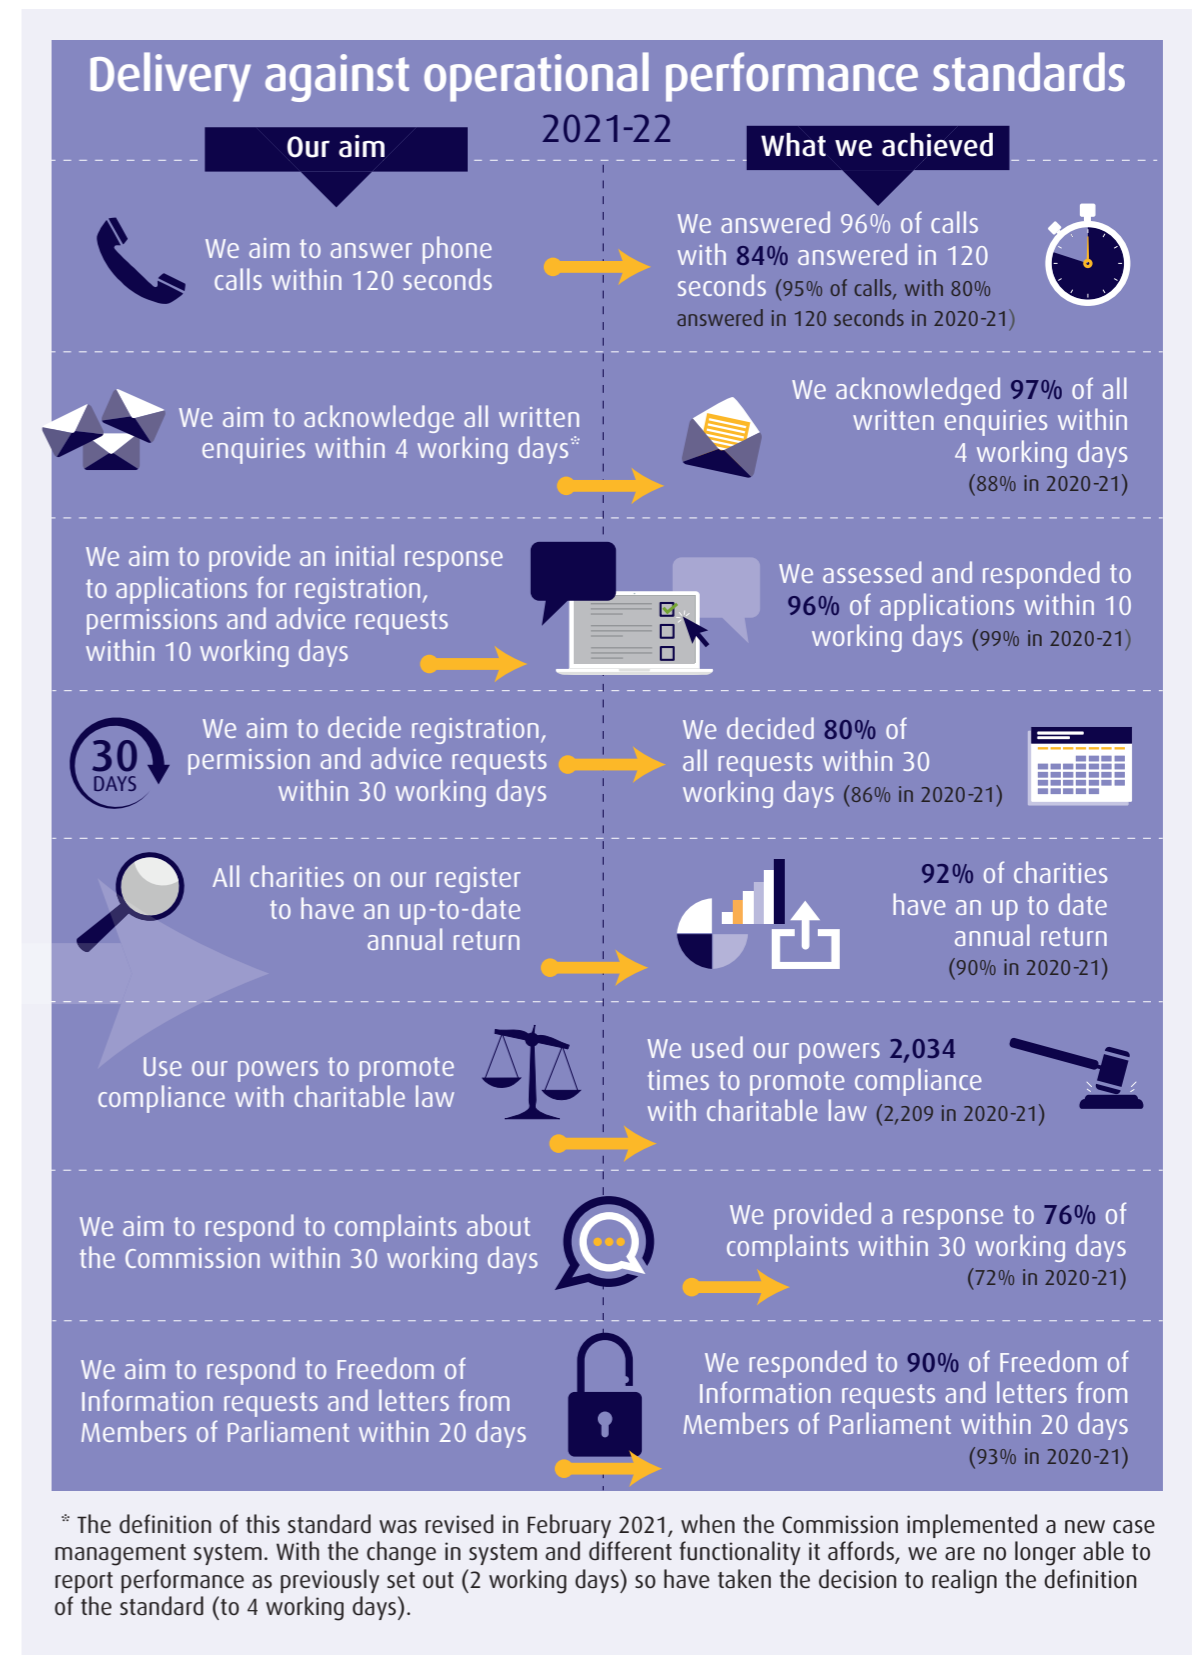 Delivery against operational performance standards
2021-22
Our aim
What we achieved
We aim to answer phone
calls within 120 seconds
We answered 96% of calls
with 84% answered in 120
seconds (95% of calls, with 80%
answered in 120 seconds in 2020-21)
We aim to acknowledge all written
enquiries within 4 working days*
We acknowledged 97% of all
written enquiries within
4 working days
(88% in 2020-21)
We aim to provide an initial response
to applications for registration,
permissions and advice requests
within 10 working days
We assessed and responded to
96% of applications within 10
working days (99% in 2020-21)
30
DAYS
We aim to decide registration,
permission and advice requests
within 30 working days
We decided 80% of
all requests within 30
working days (86% in 2020-21)
All charities on our register
to have an up-to-date
annual return
92% of charities
have an up to date
annual return
(90% in 2020-21)
Use our powers to promote
compliance with charitable law
We used our powers 2,034
times to promote compliance
with charitable law (2,209 in 2020-21)
We aim to respond to complaints about
the Commission within 30 working days
We provided a response to 76% of
complaints within 30 working days
(72% in 2020-21)
We aim to respond to Freedom of
Information requests and letters from
Members of Parliament within 20 days
We responded to 90% of Freedom of
Information requests and letters from
Members of Parliament within 20 days
(93% in 2020-21)
* The definition of this standard was revised in February 2021, when the Commission implemented a new case
management system. With the change in system and different functionality it affords, we are no longer able to
report performance as previously set out (2 working days) so have taken the decision to realign the definition
of the standard (to 4 working days).